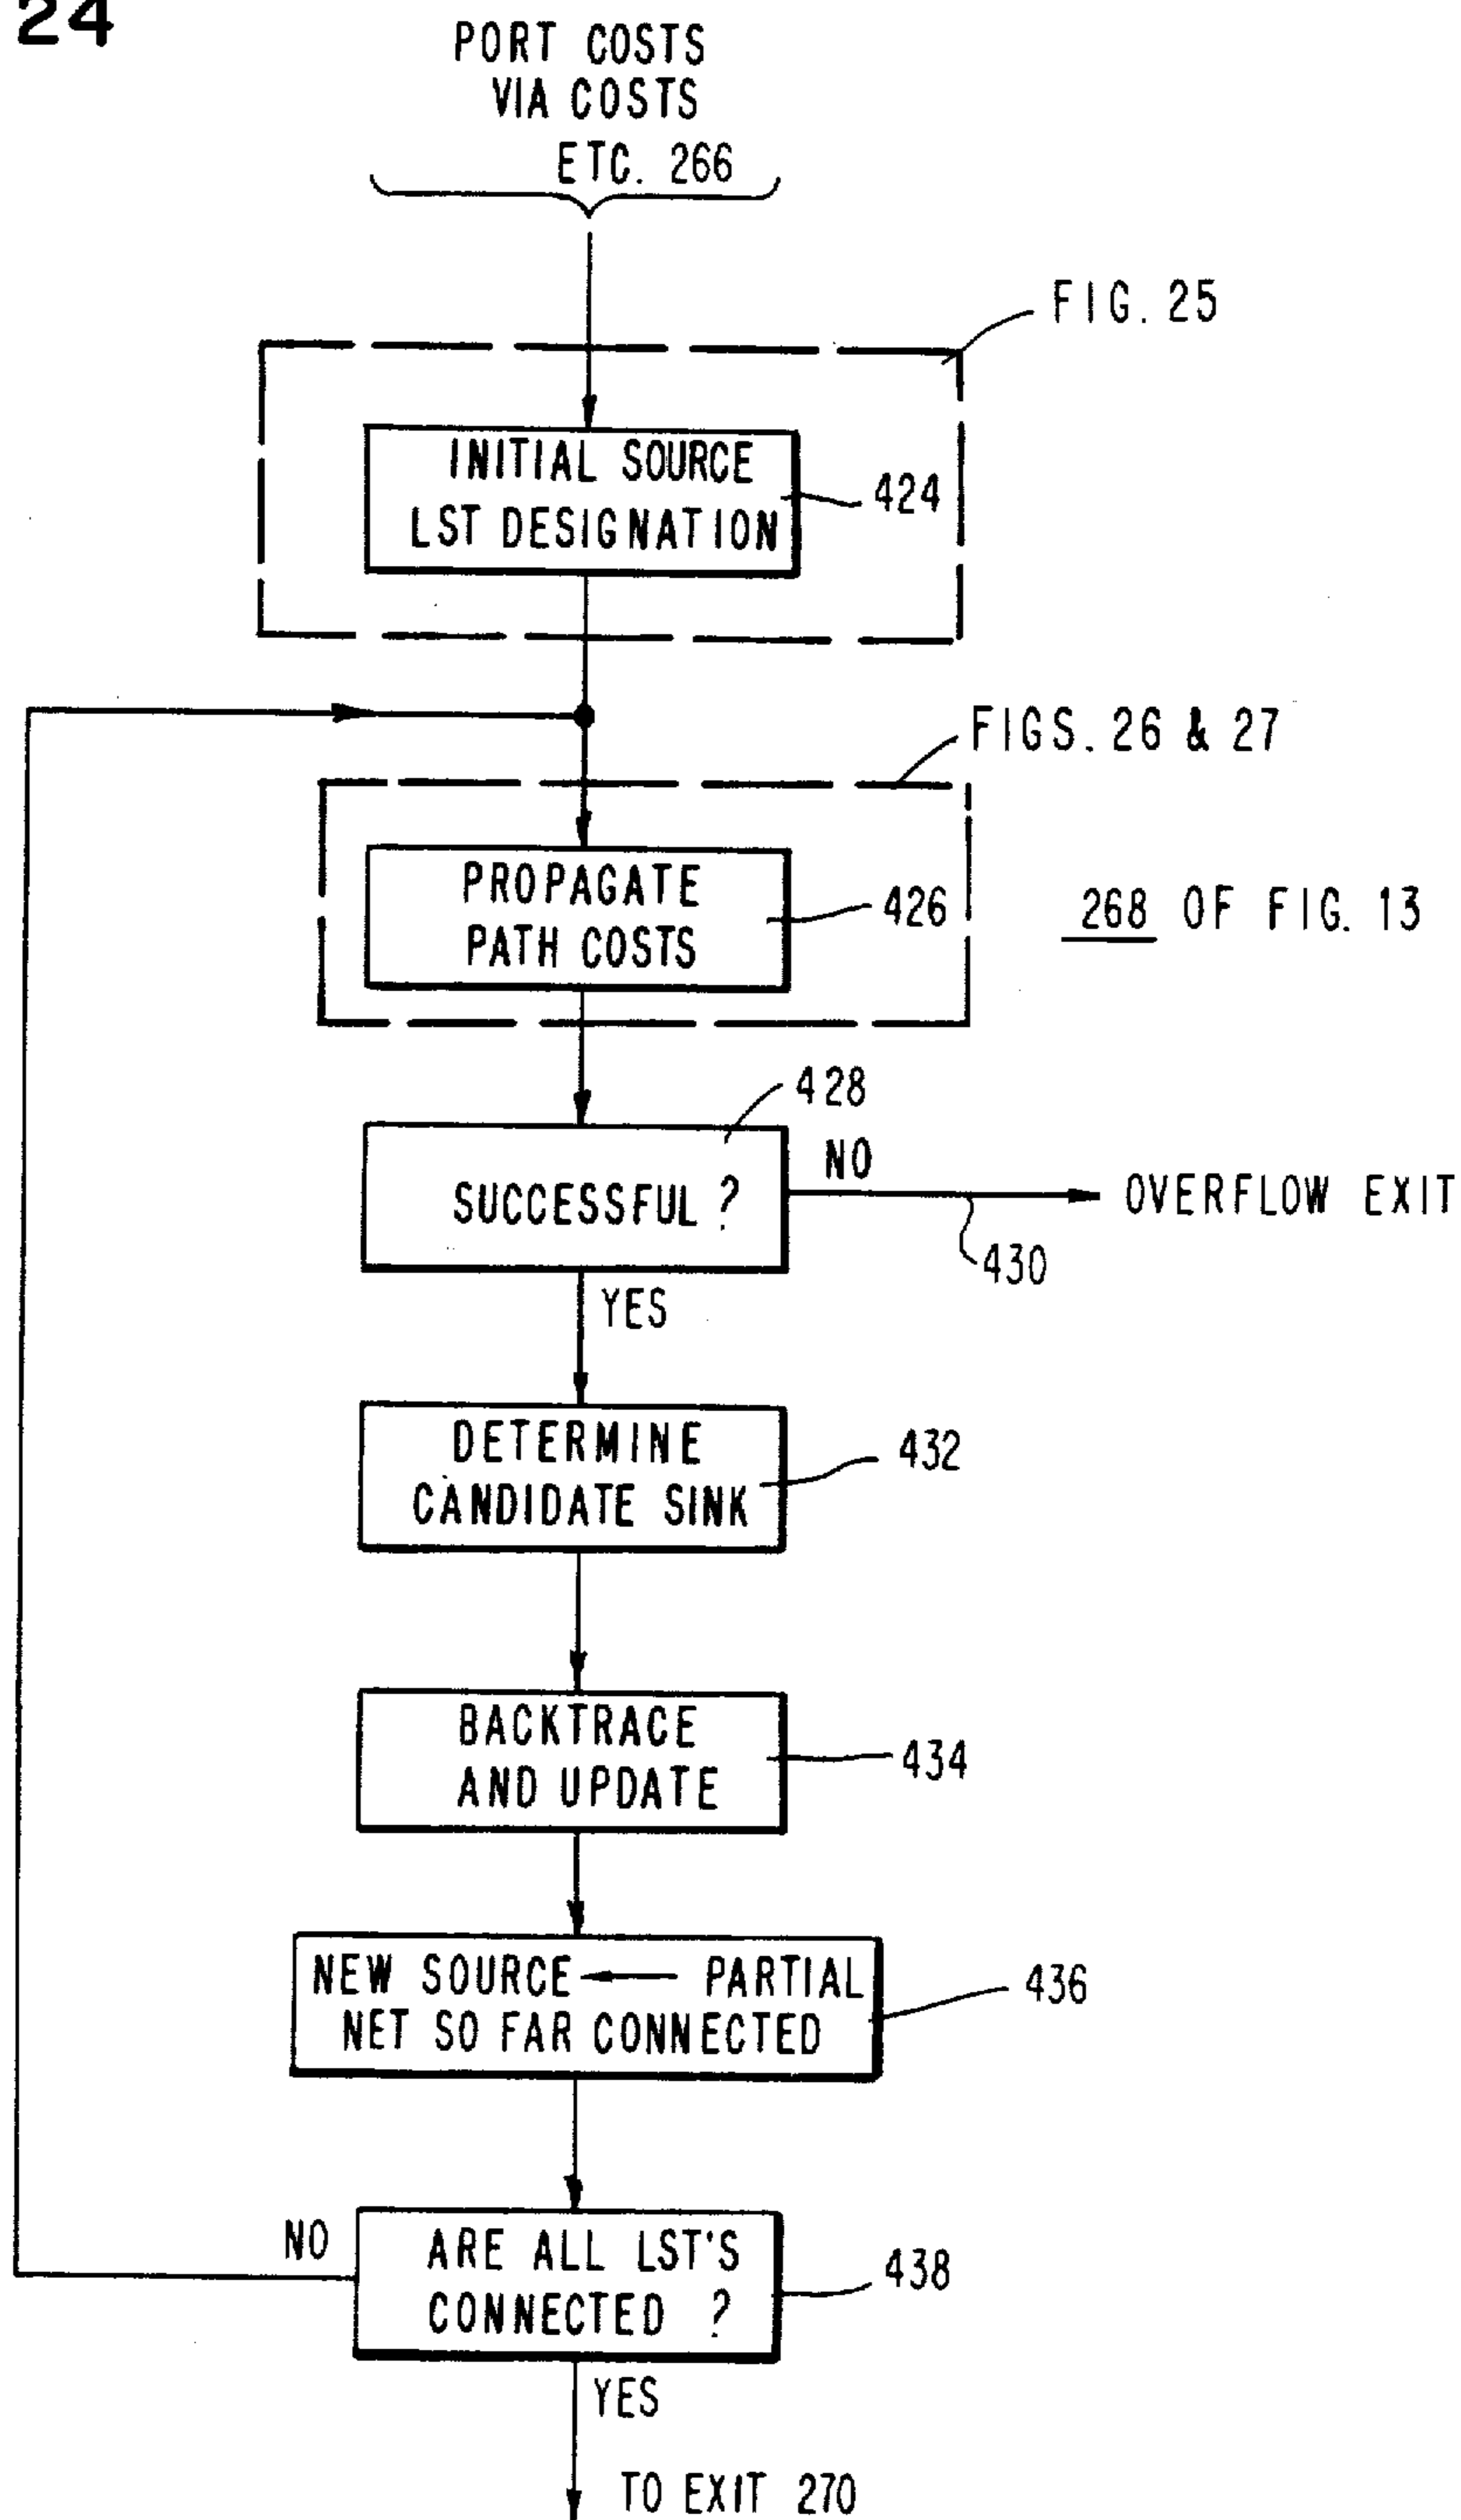 24
PORT COSTS
VIA COSTS
ETC. 266
FIG. 25
INITIAL SOURCE
LST DESIGNATION
424
FIGS. 26 & 27
PROPAGATE
PATH COSTS
426
268 OF FIG. 13
428
SUCCESSFUL ?
NO
OVERFLOW EXIT
430
YES
DETERMINE
CANDIDATE SINK
432
BACKTRACE
AND UPDATE
434
NEW SOURCE ← PARTIAL
NET SO FAR CONNECTED
436
NO
ARE ALL LST'S
CONNECTED ?
438
YES
TO EXIT 270